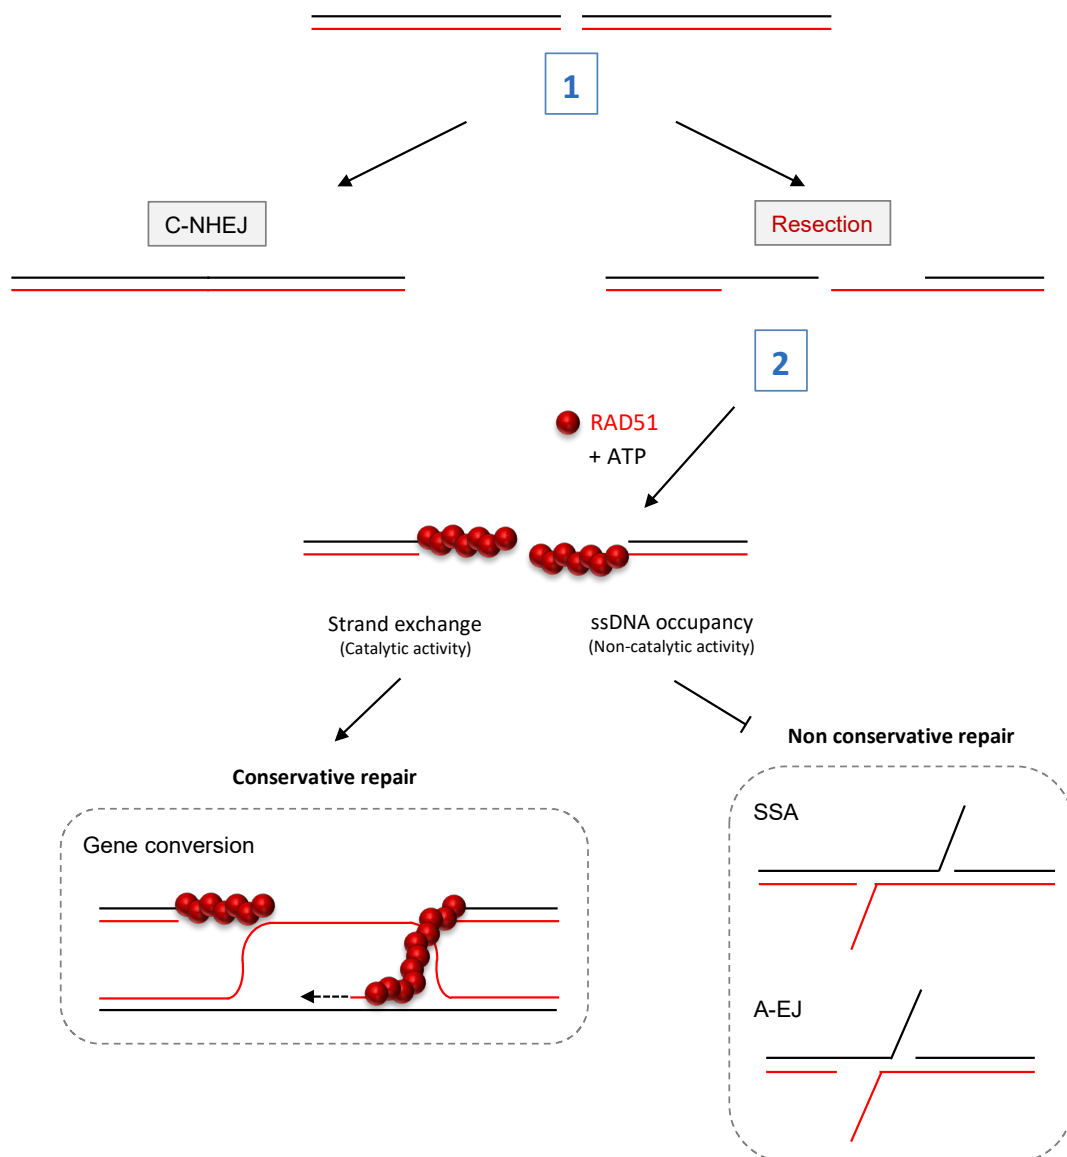 1
C-NHEJ
Resection
2
RAD51
+ ATP
Strand exchange
(Catalytic activity)
ssDNA occupancy
(Non-catalytic activity)
Non conservative repair
Conservative repair
SSA
Gene conversion
A-EJ